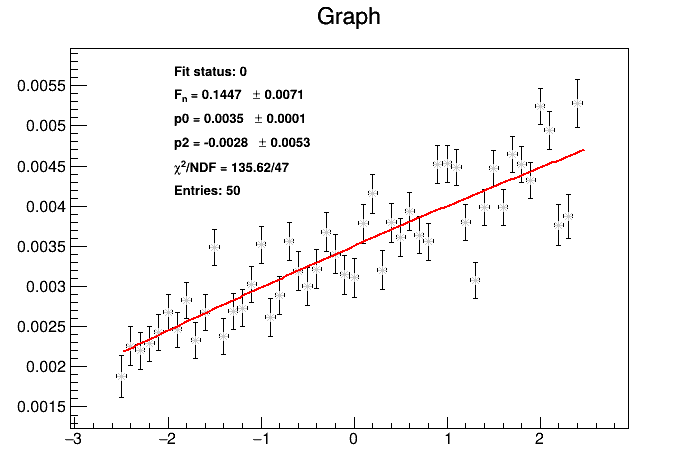 Graph
Fit status: 0
Fn = 0.1447 ± 0.0071
p0 = 0.0035 ± 0.0001
p2 = -0.0028 ± 0.0053
χ²/NDF = 135.62/47
Entries: 50
0.0055
0.005
0.0045
0.004
0.0035
0.003
0.0025
0.002
0.0015
−3 −2 −1 0 1 2